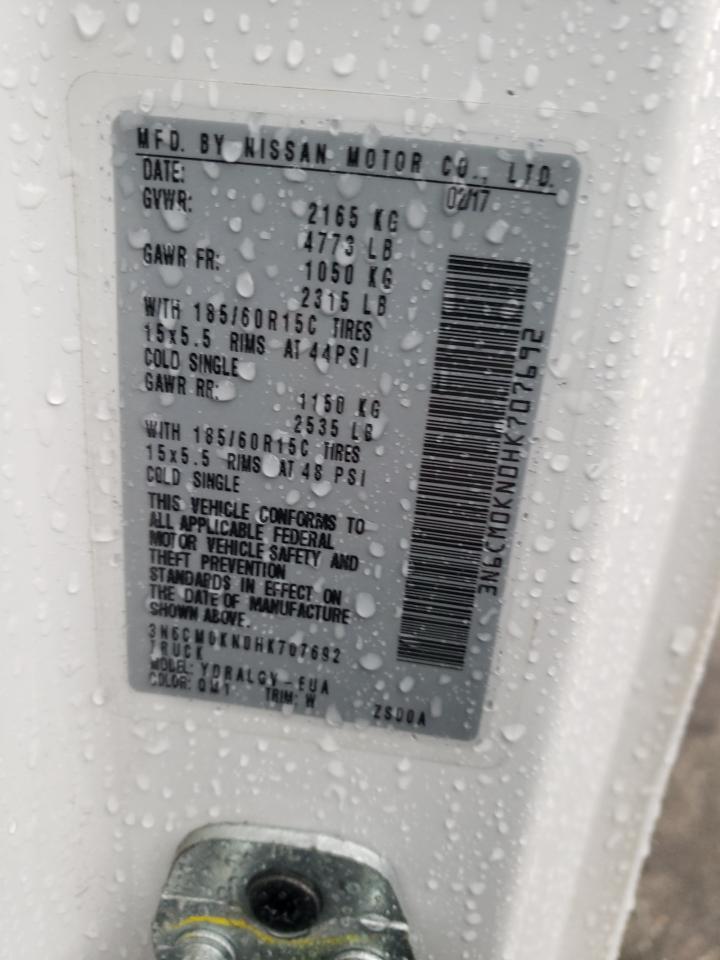 MFD. BY NISSAN MOTOR CO., LTD.
DATE: 02/17
GVWR: 2165 KG
4773 LB
GAWR FR: 1050 KG
2315 LB
WITH 185/60R15C TIRES
15x5.5 RIMS AT 44PSI
COLD SINGLE
GAWR RR: 1150 KG
2535 LB
WITH 185/60R15C TIRES
15x5.5 RIMS AT 48 PSI
COLD SINGLE
THIS VEHICLE CONFORMS TO
ALL APPLICABLE FEDERAL
MOTOR VEHICLE SAFETY AND
THEFT PREVENTION
STANDARDS IN EFFECT ON
THE DATE OF MANUFACTURE
SHOWN ABOVE.
3N6CM0KN0HK707692
TRUCK
MODEL: YDRALGV-EUA
COLOR: QM1 TRIM: W ZSD0A
3N6CM0KN0HK707692